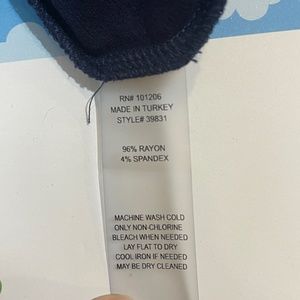 RN# 101206
MADE IN TURKEY
STYLE# 39831
96% RAYON
4% SPANDEX
MACHINE WASH COLD
ONLY NON-CHLORINE
BLEACH WHEN NEEDED
LAY FLAT TO DRY
COOL IRON IF NEEDED
MAY BE DRY CLEANED